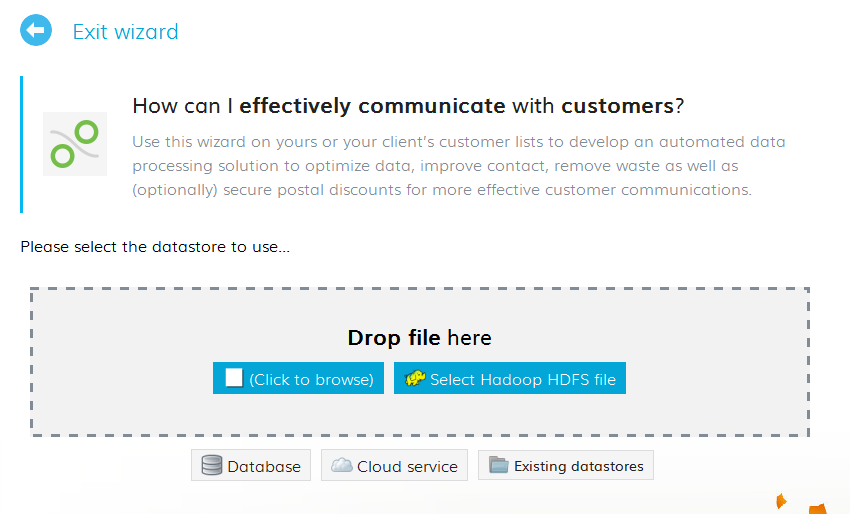 Exit wizard
How can I effectively communicate with customers?
Use this wizard on yours or your client's customer lists to develop an automated data
processing solution to optimize data, improve contact, remove waste as well as
(optionally) secure postal discounts for more effective customer communications.
Please select the datastore to use...
Drop file here
(Click to browse) Select Hadoop HDFS file
Database Cloud service Existing datastores